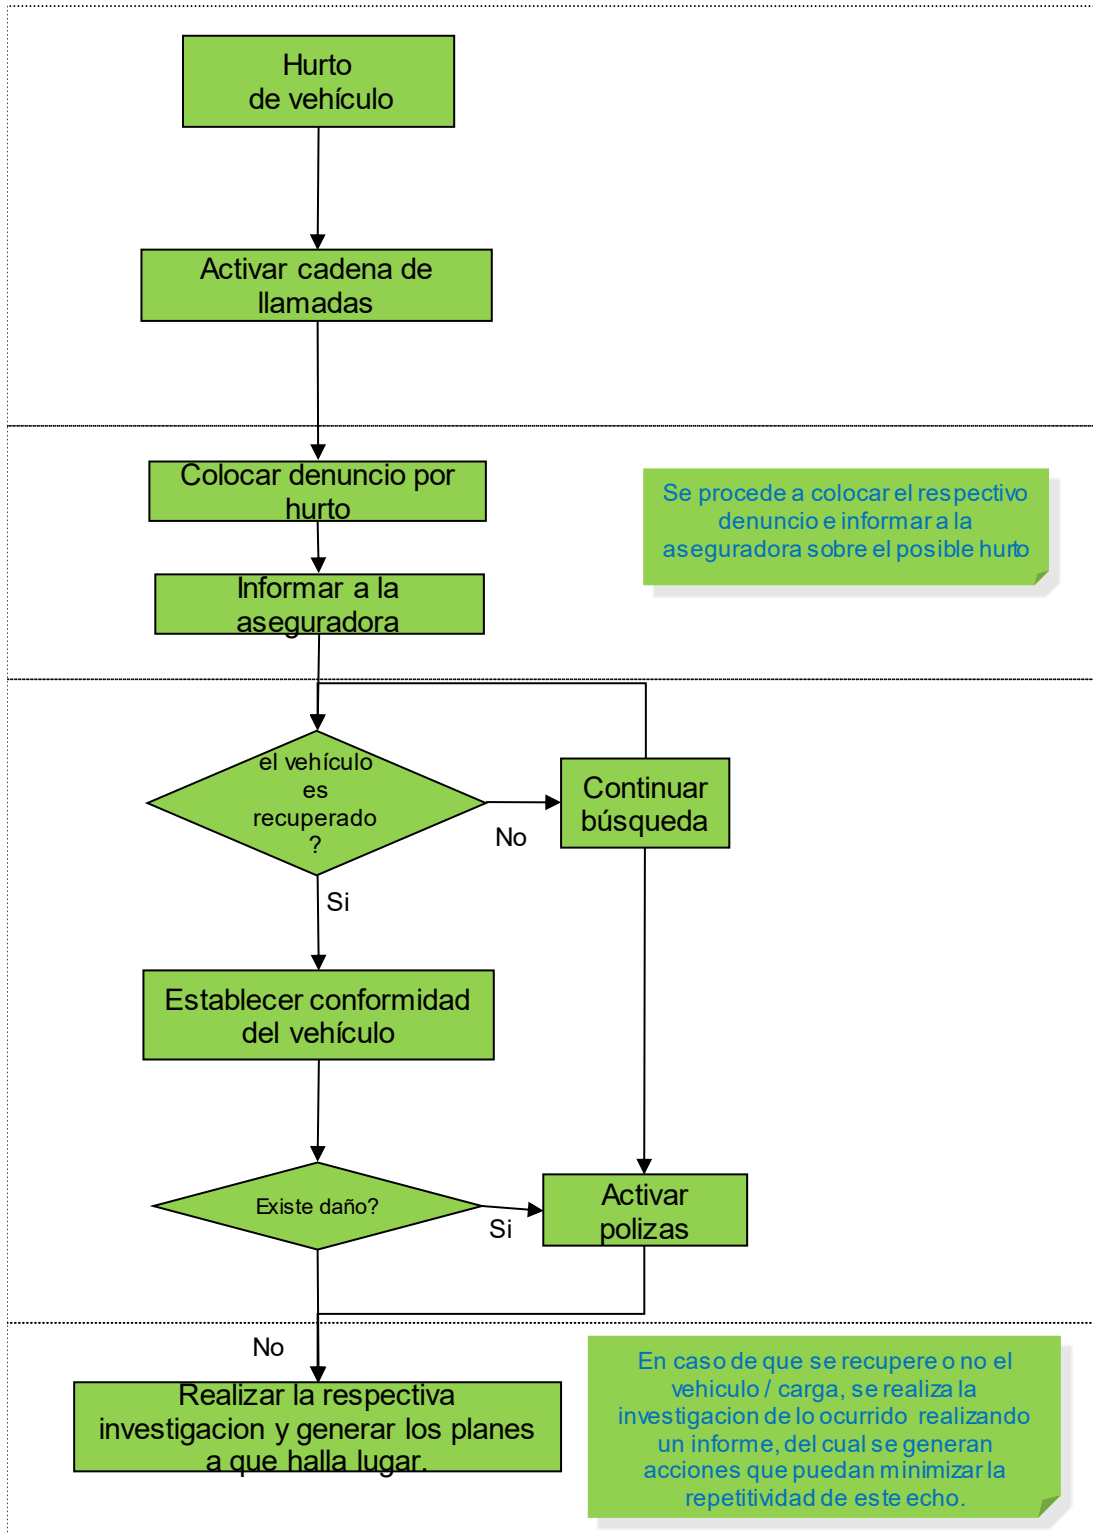 Hurto
de vehículo
Activar cadena de
llamadas
Colocar denuncio por
hurto
Se procede a colocar el respectivo
denuncio e informar a la
aseguradora sobre el posible hurto
Informar a la
aseguradora
el vehículo
es
recuperado
?
No
Continuar
búsqueda
Si
Establecer conformidad
del vehículo
Existe daño?
Si
Activar
polizas
No
Realizar la respectiva
investigacion y generar los planes
a que halla lugar.
En caso de que se recupere o no el
vehiculo / carga, se realiza la
investigacion de lo ocurrido realizando
un informe, del cual se generan
acciones que puedan minimizar la
repetitividad de este echo.